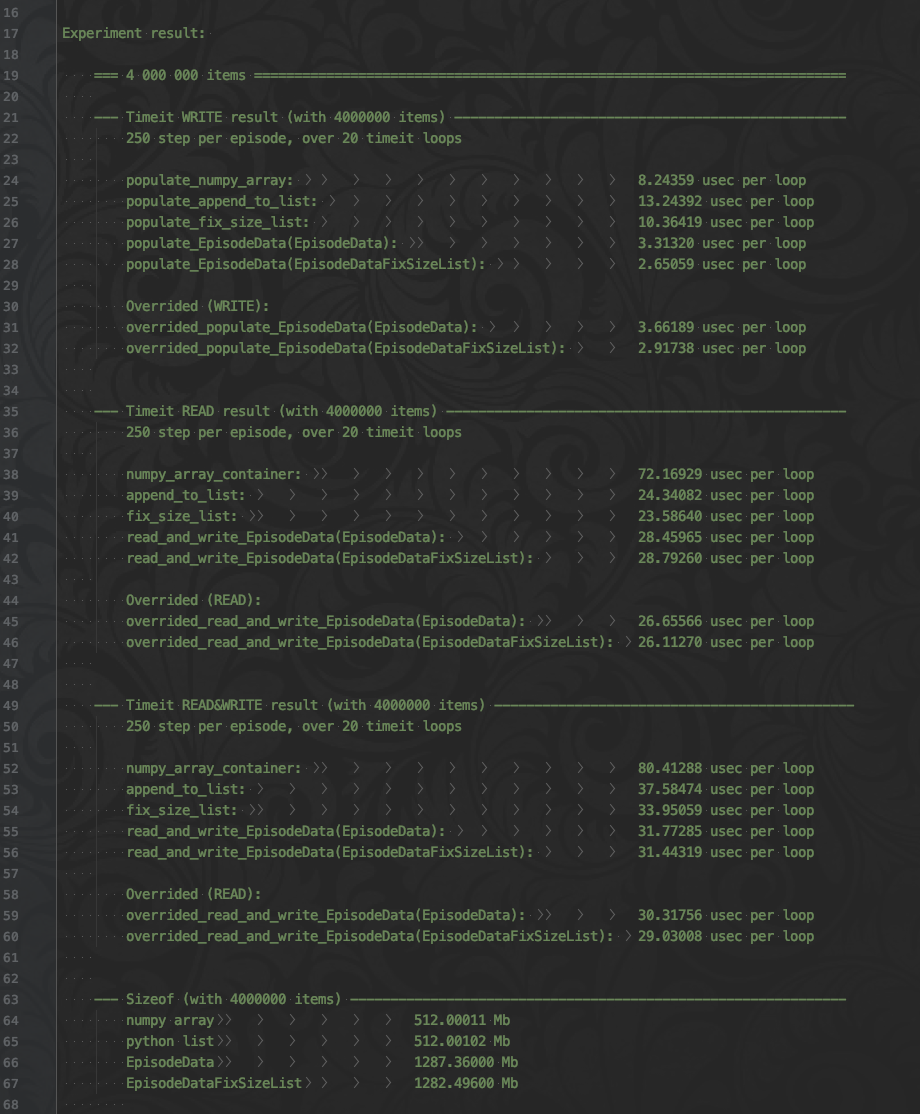 16
17 Experiment result:
18
19 === 4 000 000 items ===
20
21 --- Timeit WRITE result (with 4000000 items) ---
22 250 step per episode, over 20 timeit loops
23
24 populate_numpy_array: 8.24359 usec per loop
25 populate_append_to_list: 13.24392 usec per loop
26 populate_fix_size_list: 10.36419 usec per loop
27 populate_EpisodeData(EpisodeData): 3.31320 usec per loop
28 populate_EpisodeData(EpisodeDataFixSizeList): 2.65059 usec per loop
29
30 Overrided (WRITE):
31 overrided_populate_EpisodeData(EpisodeData): 3.66189 usec per loop
32 overrided_populate_EpisodeData(EpisodeDataFixSizeList): 2.91738 usec per loop
33
34
35 --- Timeit READ result (with 4000000 items) ---
36 250 step per episode, over 20 timeit loops
37
38 numpy_array_container: 72.16929 usec per loop
39 append_to_list: 24.34082 usec per loop
40 fix_size_list: 23.58640 usec per loop
41 read_and_write_EpisodeData(EpisodeData): 28.45965 usec per loop
42 read_and_write_EpisodeData(EpisodeDataFixSizeList): 28.79260 usec per loop
43
44 Overrided (READ):
45 overrided_read_and_write_EpisodeData(EpisodeData): 26.65566 usec per loop
46 overrided_read_and_write_EpisodeData(EpisodeDataFixSizeList): 26.11270 usec per loop
47
48
49 --- Timeit READ&WRITE result (with 4000000 items) ---
50 250 step per episode, over 20 timeit loops
51
52 numpy_array_container: 80.41288 usec per loop
53 append_to_list: 37.58474 usec per loop
54 fix_size_list: 33.95059 usec per loop
55 read_and_write_EpisodeData(EpisodeData): 31.77285 usec per loop
56 read_and_write_EpisodeData(EpisodeDataFixSizeList): 31.44319 usec per loop
57
58 Overrided (READ):
59 overrided_read_and_write_EpisodeData(EpisodeData): 30.31756 usec per loop
60 overrided_read_and_write_EpisodeData(EpisodeDataFixSizeList): 29.03008 usec per loop
61
62
63 --- Sizeof (with 4000000 items) ---
64 numpy array 512.00011 Mb
65 python list 512.00102 Mb
66 EpisodeData 1287.36000 Mb
67 EpisodeDataFixSizeList 1282.49600 Mb
68